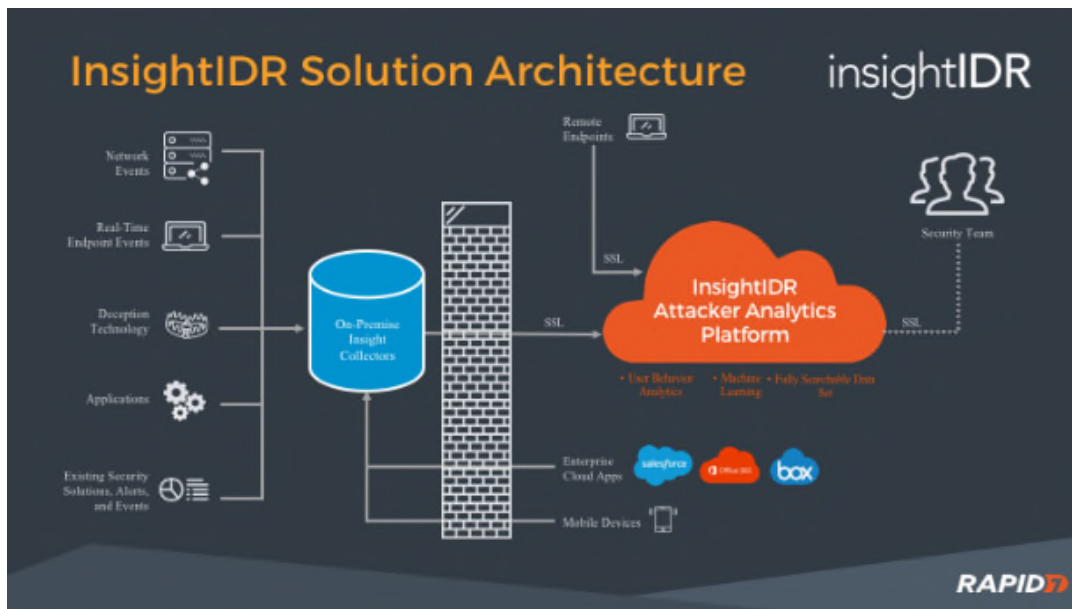 InsightIDR Solution Architecture
insightIDR
Network
Events
Real-Time
Endpoint Events
Deception
Technology
Applications
Existing Security
Solutions, Alerts,
and Events
On-Premise
Insight
Collectors
Remote
Endpoints
SSL
SSL
InsightIDR
Attacker Analytics
Platform
• User Behavior
Analytics
• Machine
Learning
• Fully Searchable Data
Set
SSL
Security Team
Enterprise
Cloud Apps
salesforce
Office 365
box
Mobile Devices
RAPID7